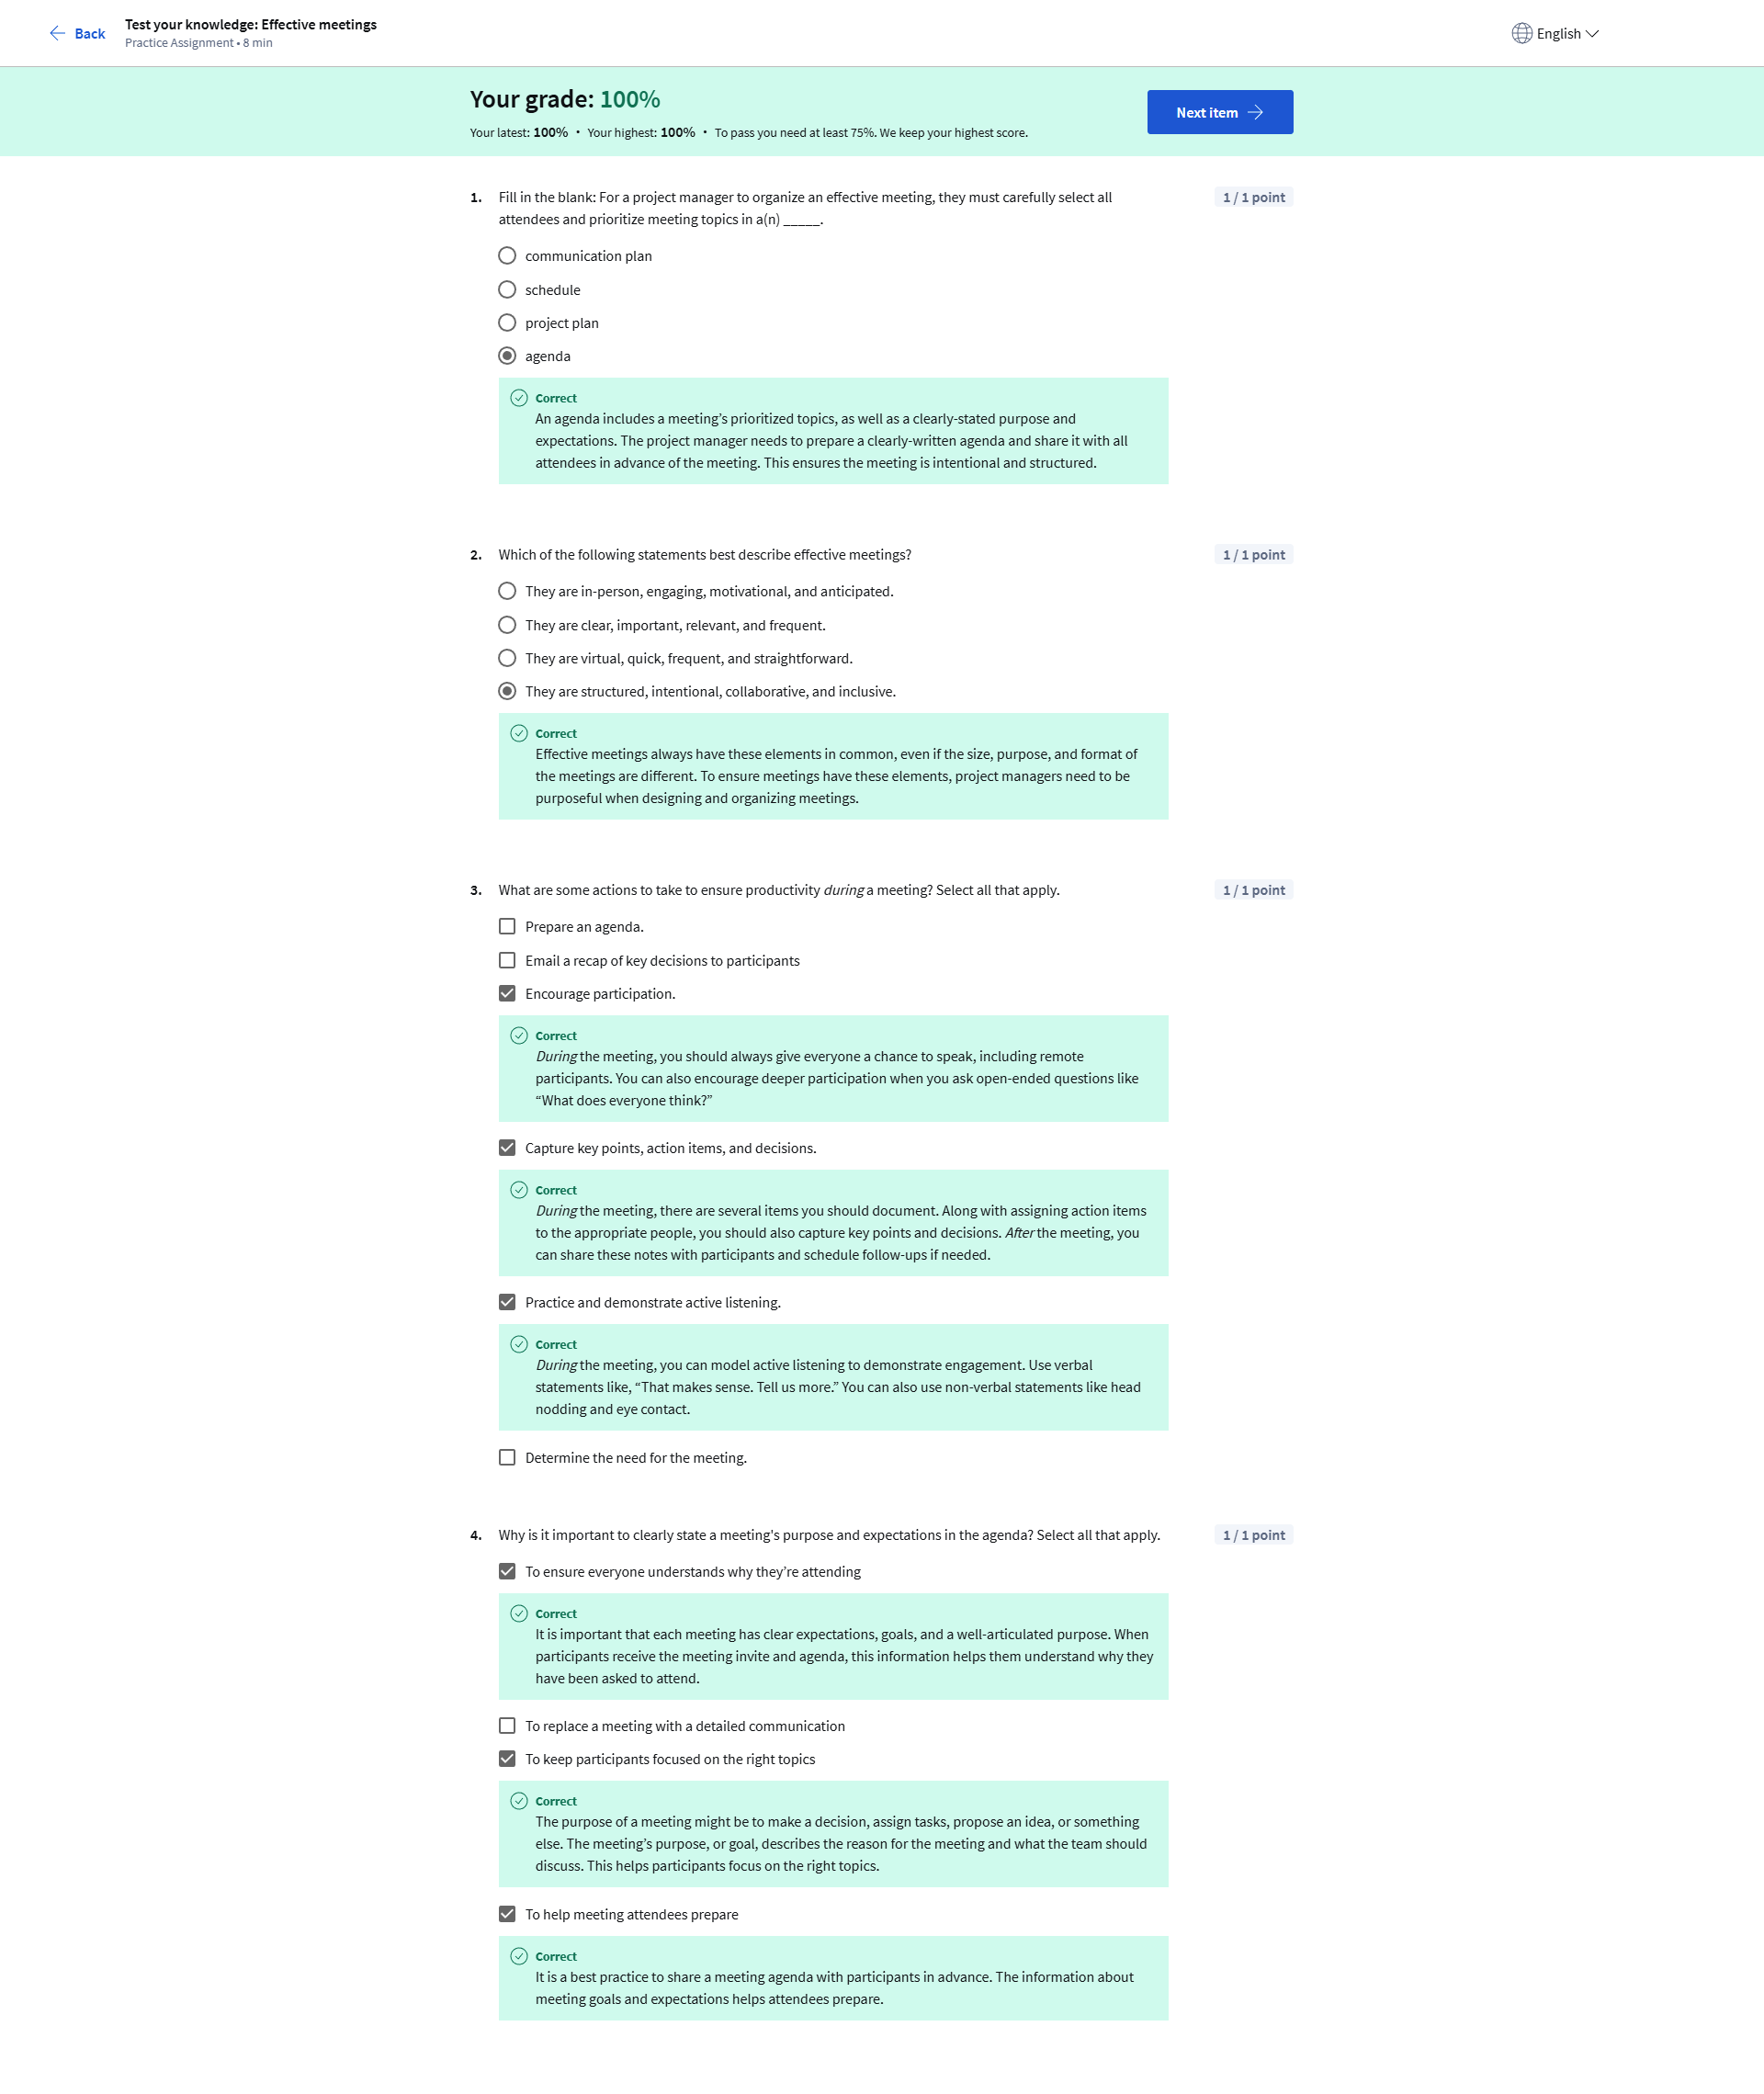 Back
Test your knowledge: Effective meetings
Practice Assignment • 8 min
English
Your grade: 100%
Your latest: 100% • Your highest: 100% • To pass you need at least 75%. We keep your highest score.
Next item
1. Fill in the blank: For a project manager to organize an effective meeting, they must carefully select all
attendees and prioritize meeting topics in a(n) _____.
1 / 1 point
communication plan
schedule
project plan
agenda
Correct
An agenda includes a meeting’s prioritized topics, as well as a clearly-stated purpose and
expectations. The project manager needs to prepare a clearly-written agenda and share it with all
attendees in advance of the meeting. This ensures the meeting is intentional and structured.
2. Which of the following statements best describe effective meetings?
1 / 1 point
They are in-person, engaging, motivational, and anticipated.
They are clear, important, relevant, and frequent.
They are virtual, quick, frequent, and straightforward.
They are structured, intentional, collaborative, and inclusive.
Correct
Effective meetings always have these elements in common, even if the size, purpose, and format of
the meetings are different. To ensure meetings have these elements, project managers need to be
purposeful when designing and organizing meetings.
3. What are some actions to take to ensure productivity during a meeting? Select all that apply.
1 / 1 point
Prepare an agenda.
Email a recap of key decisions to participants
Encourage participation.
Correct
During the meeting, you should always give everyone a chance to speak, including remote
participants. You can also encourage deeper participation when you ask open-ended questions like
“What does everyone think?”
Capture key points, action items, and decisions.
Correct
During the meeting, there are several items you should document. Along with assigning action items
to the appropriate people, you should also capture key points and decisions. After the meeting, you
can share these notes with participants and schedule follow-ups if needed.
Practice and demonstrate active listening.
Correct
During the meeting, you can model active listening to demonstrate engagement. Use verbal
statements like, “That makes sense. Tell us more.” You can also use non-verbal statements like head
nodding and eye contact.
Determine the need for the meeting.
4. Why is it important to clearly state a meeting's purpose and expectations in the agenda? Select all that apply.
1 / 1 point
To ensure everyone understands why they’re attending
Correct
It is important that each meeting has clear expectations, goals, and a well-articulated purpose. When
participants receive the meeting invite and agenda, this information helps them understand why they
have been asked to attend.
To replace a meeting with a detailed communication
To keep participants focused on the right topics
Correct
The purpose of a meeting might be to make a decision, assign tasks, propose an idea, or something
else. The meeting’s purpose, or goal, describes the reason for the meeting and what the team should
discuss. This helps participants focus on the right topics.
To help meeting attendees prepare
Correct
It is a best practice to share a meeting agenda with participants in advance. The information about
meeting goals and expectations helps attendees prepare.